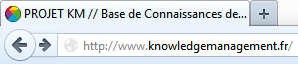 PROJET KM // Base de Connaissances de...
http://www.knowledgemanagement.fr/